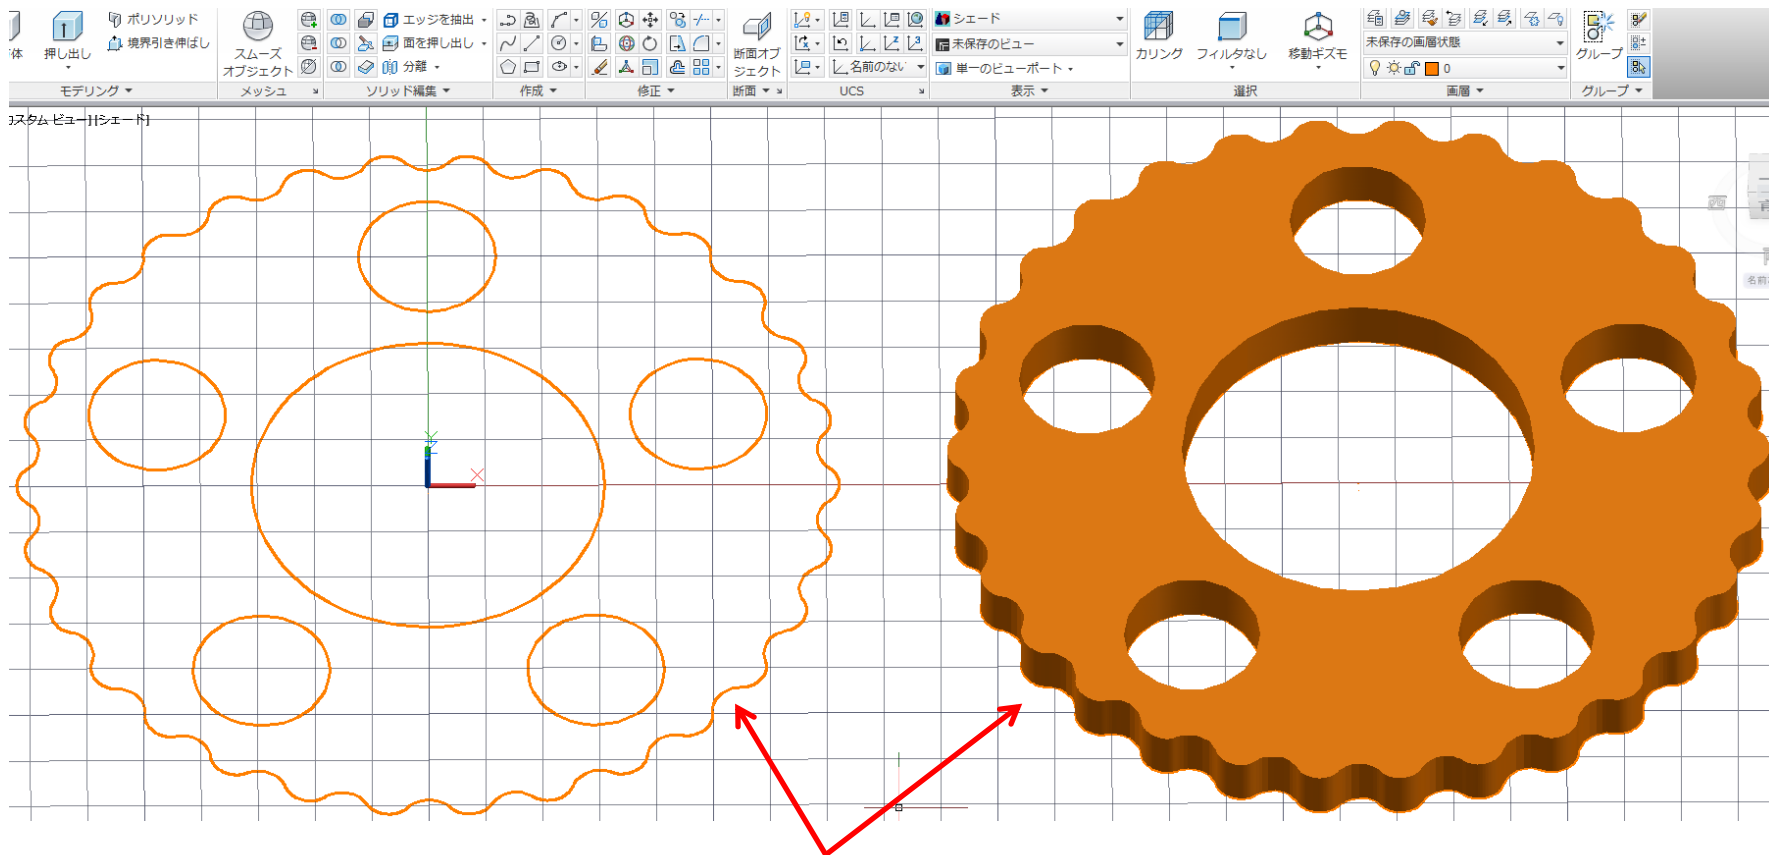 体
押し出し
ポリソリッド
境界引き伸ばし
モデリング
スムーズ
オブジェクト
メッシュ
エッジを抽出
面を押し出し
分離
ソリッド編集
作成
修正
断面オブ
ジェクト
断面
名前のない
UCS
シェード
未保存のビュー
単一のビューポート
表示
カリング
フィルタなし
移動ギズモ
選択
未保存の画層状態
0
画層
グループ
グループ
カスタム ビュー][シェード]
Y
Z
X
西